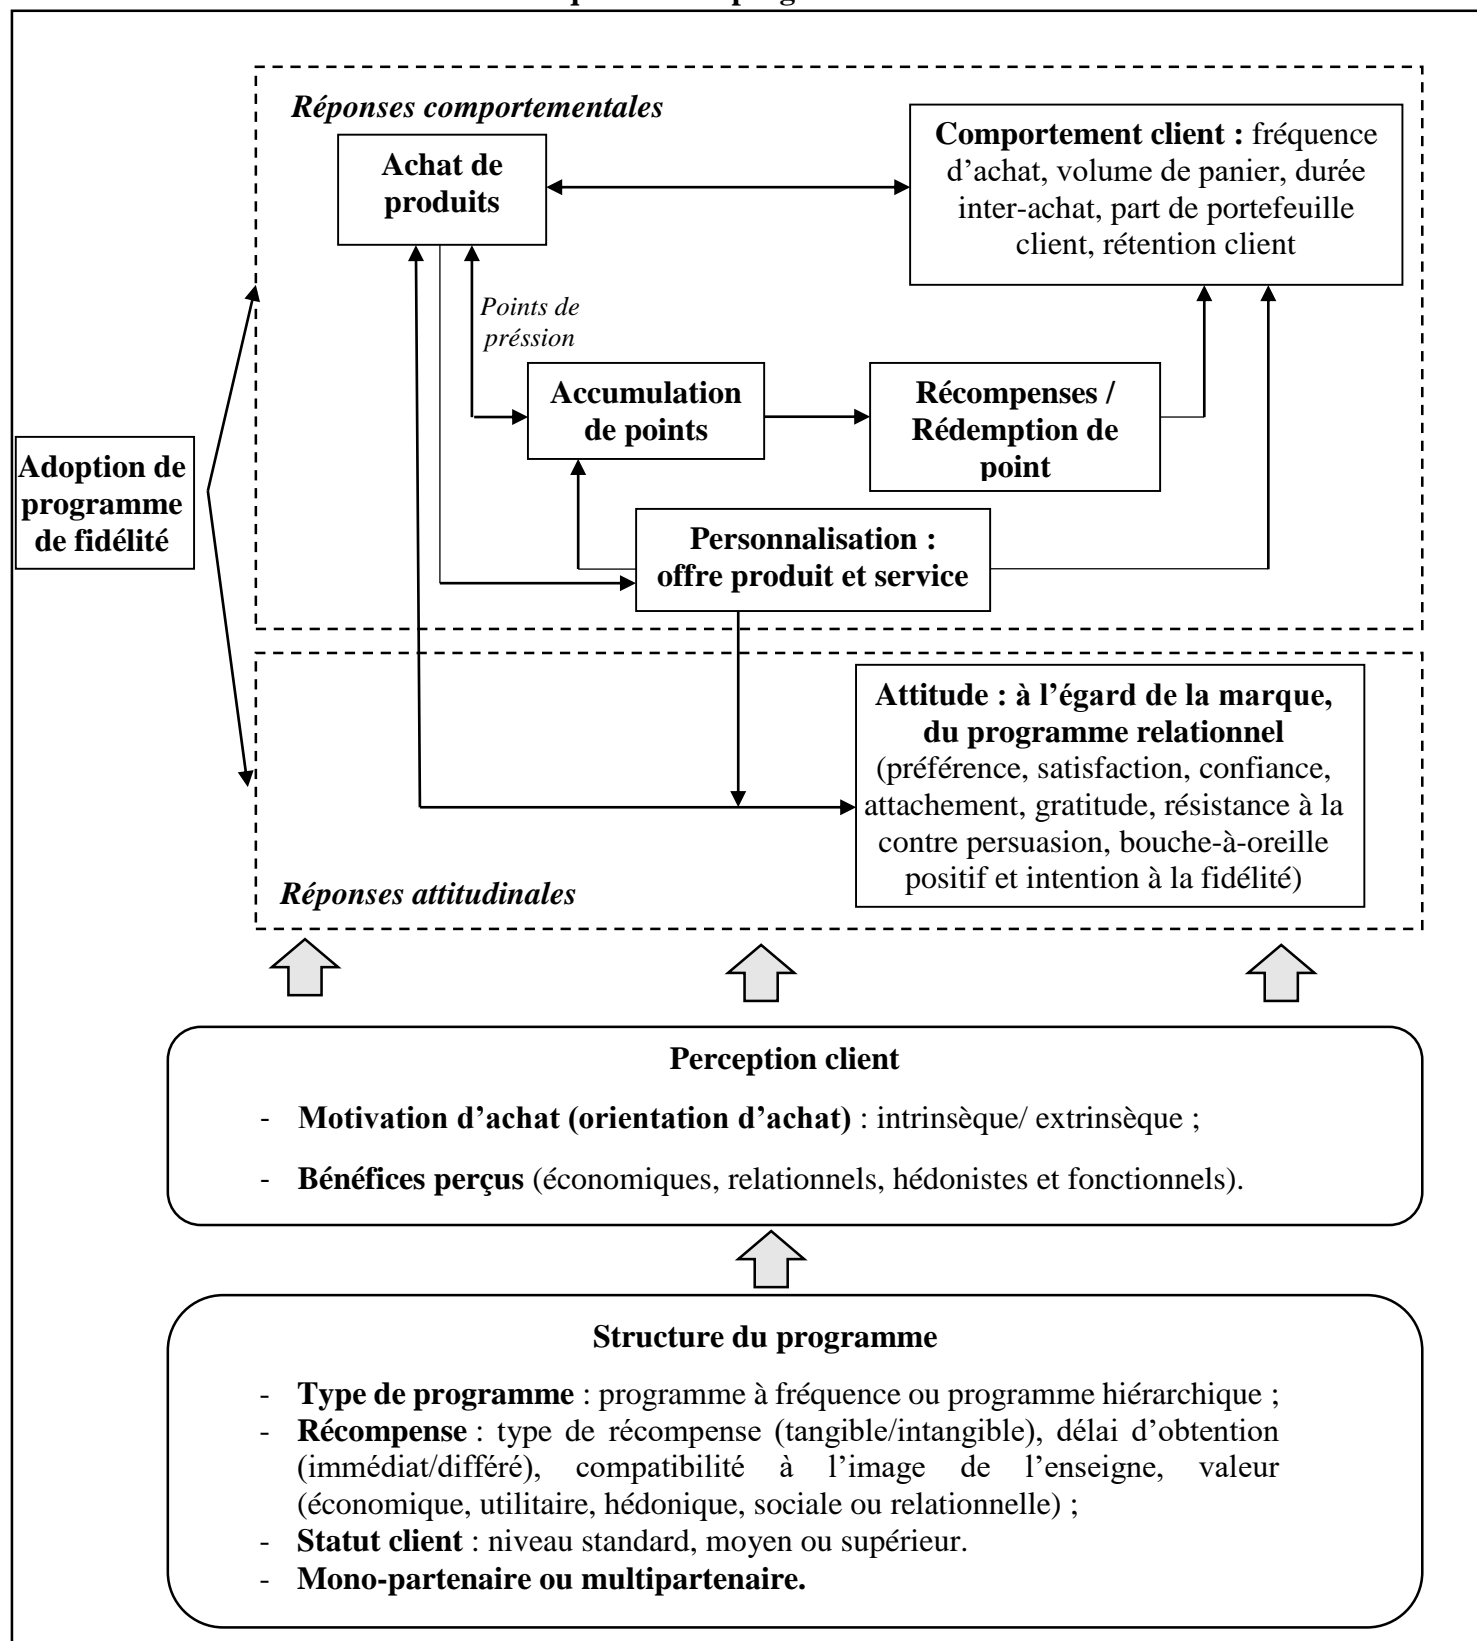 Réponses comportementales
Achat de
produits
Comportement client : fréquence
d’achat, volume de panier, durée
inter-achat, part de portefeuille
client, rétention client
Points de
préssion
Accumulation
de points
Récompenses /
Rédemption de
point
Adoption de
programme
de fidélité
Personnalisation :
offre produit et service
Attitude : à l’égard de la marque,
du programme relationnel
(préférence, satisfaction, confiance,
attachement, gratitude, résistance à la
contre persuasion, bouche-à-oreille
positif et intention à la fidélité)
Réponses attitudinales
Perception client
- Motivation d’achat (orientation d’achat) : intrinsèque/ extrinsèque ;
- Bénéfices perçus (économiques, relationnels, hédonistes et fonctionnels).
Structure du programme
- Type de programme : programme à fréquence ou programme hiérarchique ;
- Récompense : type de récompense (tangible/intangible), délai d’obtention
(immédiat/différé), compatibilité à l’image de l’enseigne, valeur
(économique, utilitaire, hédonique, sociale ou relationnelle) ;
- Statut client : niveau standard, moyen ou supérieur.
- Mono-partenaire ou multipartenaire.